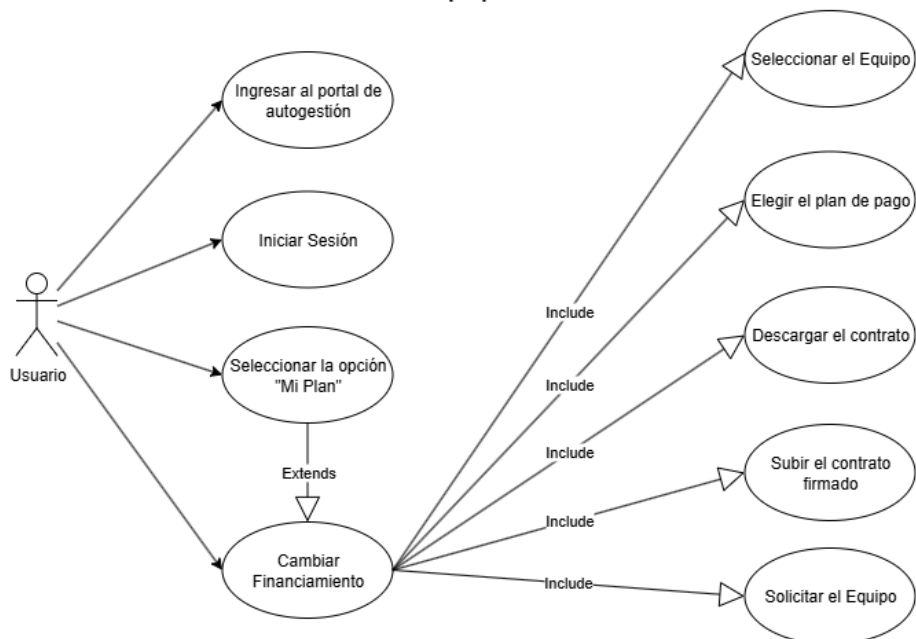 Ingresar al portal de
autogestión
Iniciar Sesión
Usuario
Seleccionar la opción
"Mi Plan"
Extends
Cambiar
Financiamiento
Include
Include
Include
Include
Include
Seleccionar el Equipo
Elegir el plan de pago
Descargar el contrato
Subir el contrato
firmado
Solicitar el Equipo